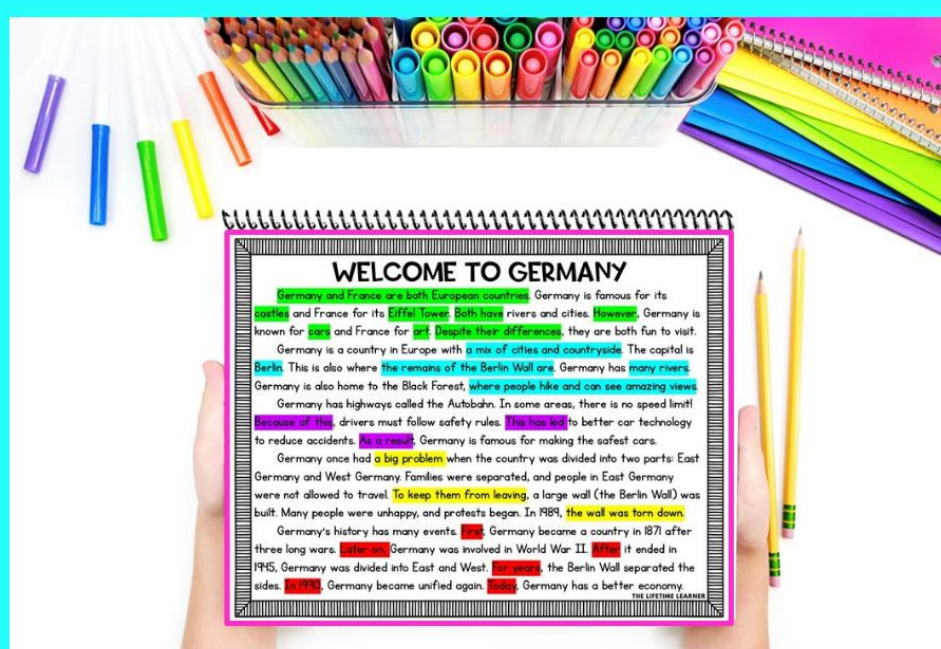 WELCOME TO GERMANY
Germany and France are both European countries. Germany is famous for its
castles and France for its Eiffel Tower. Both have rivers and cities. However, Germany is
known for cars and France for art. Despite their differences, they are both fun to visit.
Germany is a country in Europe with a mix of cities and countryside. The capital is
Berlin. This is also where the remains of the Berlin Wall are. Germany has many rivers.
Germany is also home to the Black Forest, where people hike and can see amazing views.
Germany has highways called the Autobahn. In some areas, there is no speed limit!
Because of this, drivers must follow safety rules. This has led to better car technology
to reduce accidents. As a result, Germany is famous for making the safest cars.
Germany once had a big problem when the country was divided into two parts: East
Germany and West Germany. Families were separated, and people in East Germany
were not allowed to travel. To keep them from leaving, a large wall (the Berlin Wall) was
built. Many people were unhappy, and protests began. In 1989, the wall was torn down.
Germany's history has many events. First, Germany became a country in 1871 after
three long wars. Later on, Germany was involved in World War II. After it ended in
1945, Germany was divided into East and West. For years, the Berlin Wall separated the
sides. In 1990, Germany became unified again. Today, Germany has a better economy.
THE LIFETIME LEARNER